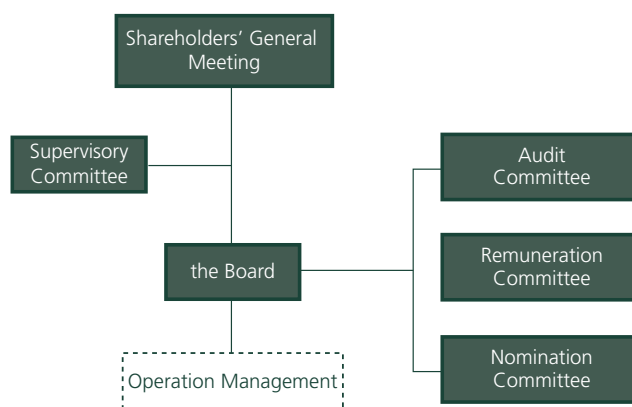 Shareholders’ General
Meeting
Supervisory
Committee
Audit
Committee
the Board
Remuneration
Committee
Operation Management
Nomination
Committee